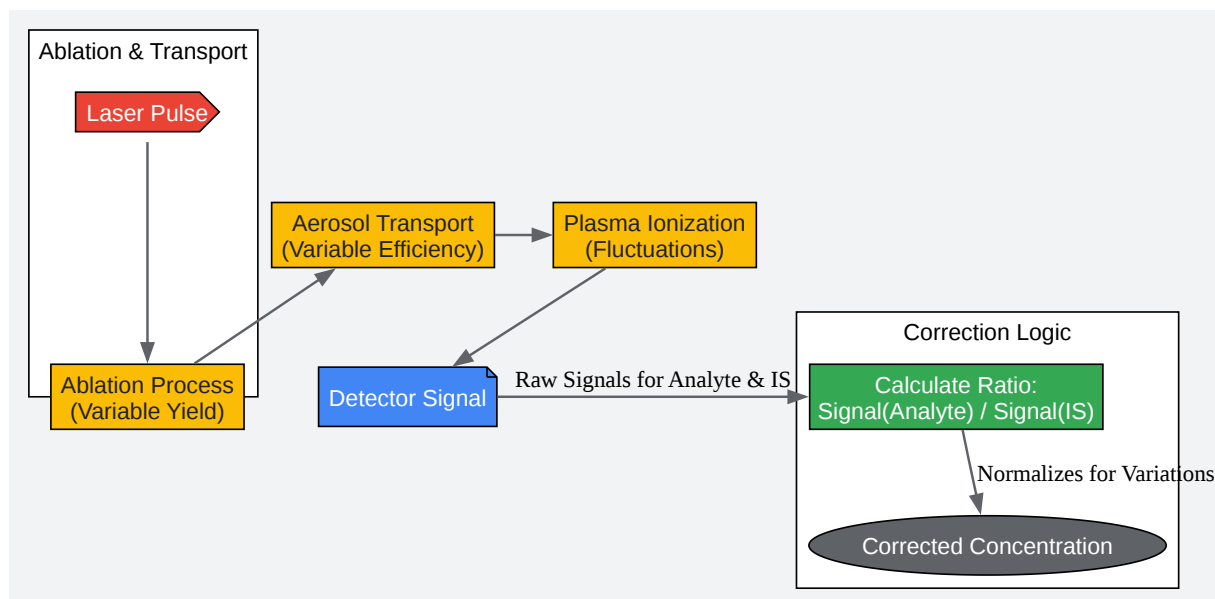 Ablation & Transport
Laser Pulse
Aerosol Transport
(Variable Efficiency)
Plasma Ionization
(Fluctuations)
Ablation Process
(Variable Yield)
Detector Signal
Raw Signals for Analyte & IS
Correction Logic
Calculate Ratio:
Signal(Analyte) / Signal(IS)
Normalizes for Variations
Corrected Concentration